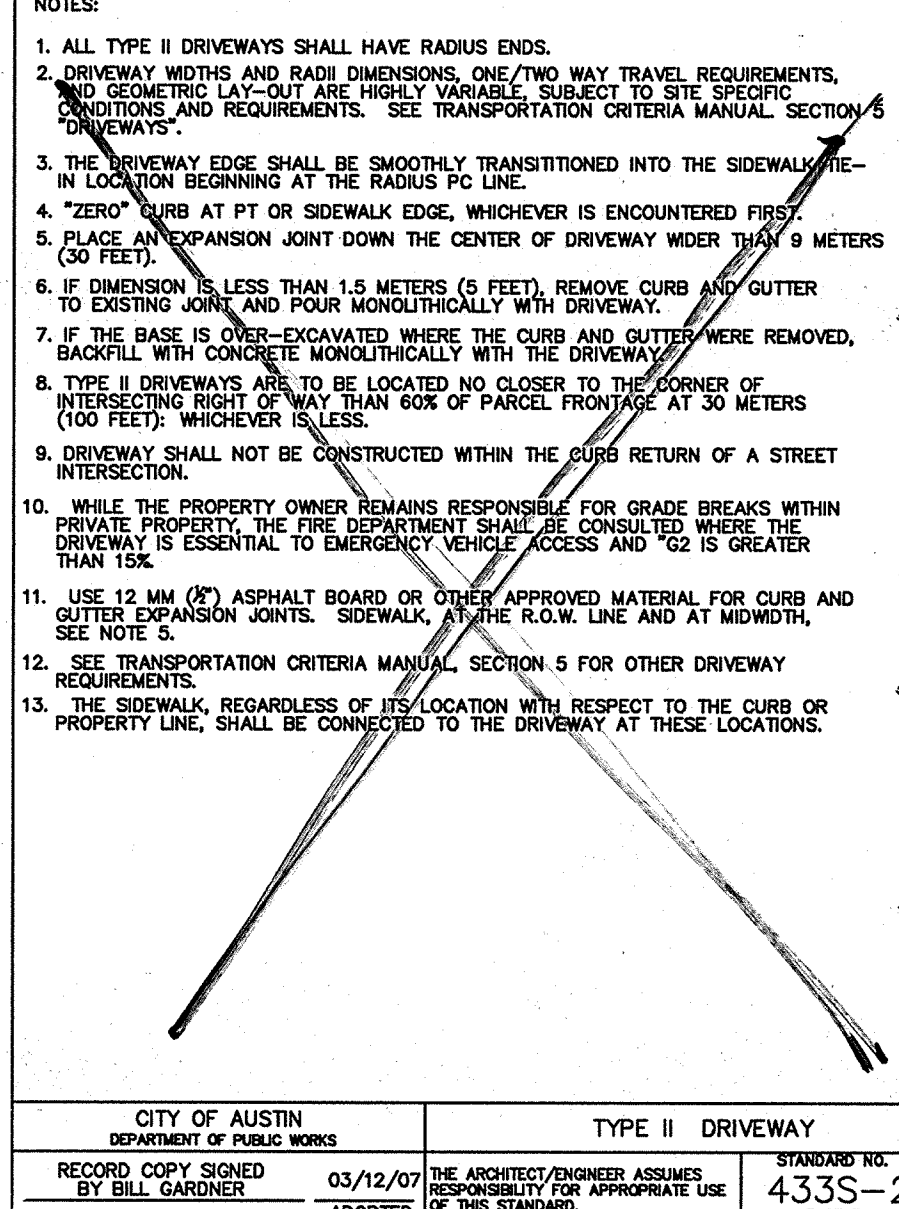 NOTES:
1. ALL TYPE II DRIVEWAYS SHALL HAVE RADIUS ENDS.
2. DRIVEWAY WIDTHS AND RADII DIMENSIONS, ONE/TWO WAY TRAVEL REQUIREMENTS,
AND GEOMETRIC LAY-OUT ARE HIGHLY VARIABLE, SUBJECT TO SITE SPECIFIC
CONDITIONS AND REQUIREMENTS. SEE TRANSPORTATION CRITERIA MANUAL. SECTION 5
"DRIVEWAYS".
3. THE DRIVEWAY EDGE SHALL BE SMOOTHLY TRANSITITIONED INTO THE SIDEWALK TIE-
IN LOCATION BEGINNING AT THE RADIUS PC LINE.
4. "ZERO" CURB AT PT OR SIDEWALK EDGE, WHICHEVER IS ENCOUNTERED FIRST.
5. PLACE AN EXPANSION JOINT DOWN THE CENTER OF DRIVEWAY WIDER THAN 9 METERS
(30 FEET).
6. IF DIMENSION IS LESS THAN 1.5 METERS (5 FEET), REMOVE CURB AND GUTTER
TO EXISTING JOINT AND POUR MONOLITHICALLY WITH DRIVEWAY.
7. IF THE BASE IS OVER-EXCAVATED WHERE THE CURB AND GUTTER WERE REMOVED,
BACKFILL WITH CONCRETE MONOLITHICALLY WITH THE DRIVEWAY.
8. TYPE II DRIVEWAYS ARE TO BE LOCATED NO CLOSER TO THE CORNER OF
INTERSECTING RIGHT OF WAY THAN 60% OF PARCEL FRONTAGE AT 30 METERS
(100 FEET): WHICHEVER IS LESS.
9. DRIVEWAY SHALL NOT BE CONSTRUCTED WITHIN THE CURB RETURN OF A STREET
INTERSECTION.
10. WHILE THE PROPERTY OWNER REMAINS RESPONSIBLE FOR GRADE BREAKS WITHIN
PRIVATE PROPERTY, THE FIRE DEPARTMENT SHALL BE CONSULTED WHERE THE
DRIVEWAY IS ESSENTIAL TO EMERGENCY VEHICLE ACCESS AND "G2 IS GREATER
THAN 15%.
11. USE 12 MM (½") ASPHALT BOARD OR OTHER APPROVED MATERIAL FOR CURB AND
GUTTER EXPANSION JOINTS. SIDEWALK, AT THE R.O.W. LINE AND AT MIDWIDTH,
SEE NOTE 5.
12. SEE TRANSPORTATION CRITERIA MANUAL, SECTION 5 FOR OTHER DRIVEWAY
REQUIREMENTS.
13. THE SIDEWALK, REGARDLESS OF ITS LOCATION WITH RESPECT TO THE CURB OR
PROPERTY LINE, SHALL BE CONNECTED TO THE DRIVEWAY AT THESE LOCATIONS.
CITY OF AUSTIN
DEPARTMENT OF PUBLIC WORKS
TYPE II DRIVEWAY
RECORD COPY SIGNED
BY BILL GARDNER
03/12/07
ADOPTED
THE ARCHITECT/ENGINEER ASSUMES
RESPONSIBILITY FOR APPROPRIATE USE
OF THIS STANDARD.
STANDARD NO.
433S-2